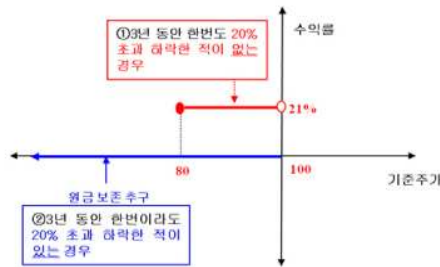 ①3년 동안 한번도 20%
초과 하락한 적이 없는
경우
수익률
21%
80
100
기준주가
원금 보존 추구
②3년 동안 한번이라도
20% 초과 하락한 적이
있는 경우